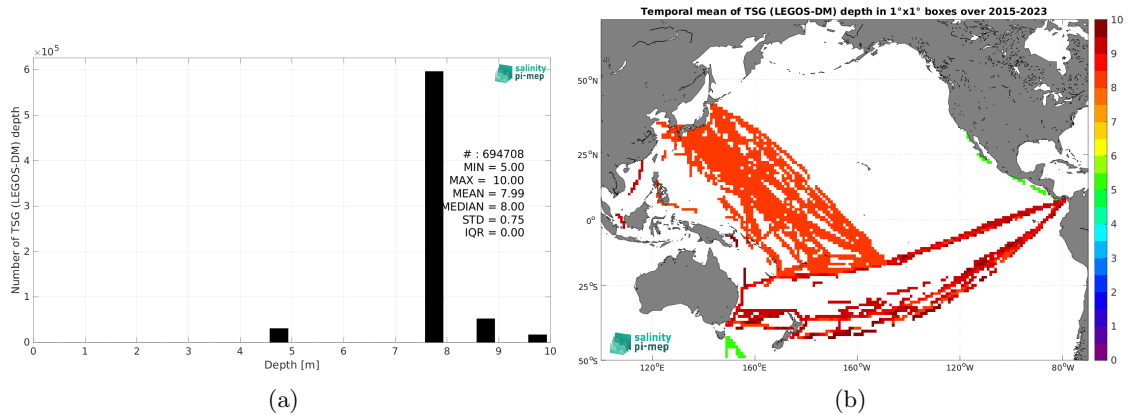 ×10⁵
6
5
4
3
2
1
0
Number of TSG (LEGOS-DM) depth
salinity
pi-mep
# : 694708
MIN = 5.00
MAX = 10.00
MEAN = 7.99
MEDIAN = 8.00
STD = 0.75
IQR = 0.00
0 1 2 3 4 5 6 7 8 9 10
Depth [m]
(a)
Temporal mean of TSG (LEGOS-DM) depth in 1°x1° boxes over 2015-2023
50°N
25°N
0°
25°S
50°S
120°E 160°E 160°W 120°W 80°W
salinity
pi-mep
10
9
8
7
6
5
4
3
2
1
0
(b)